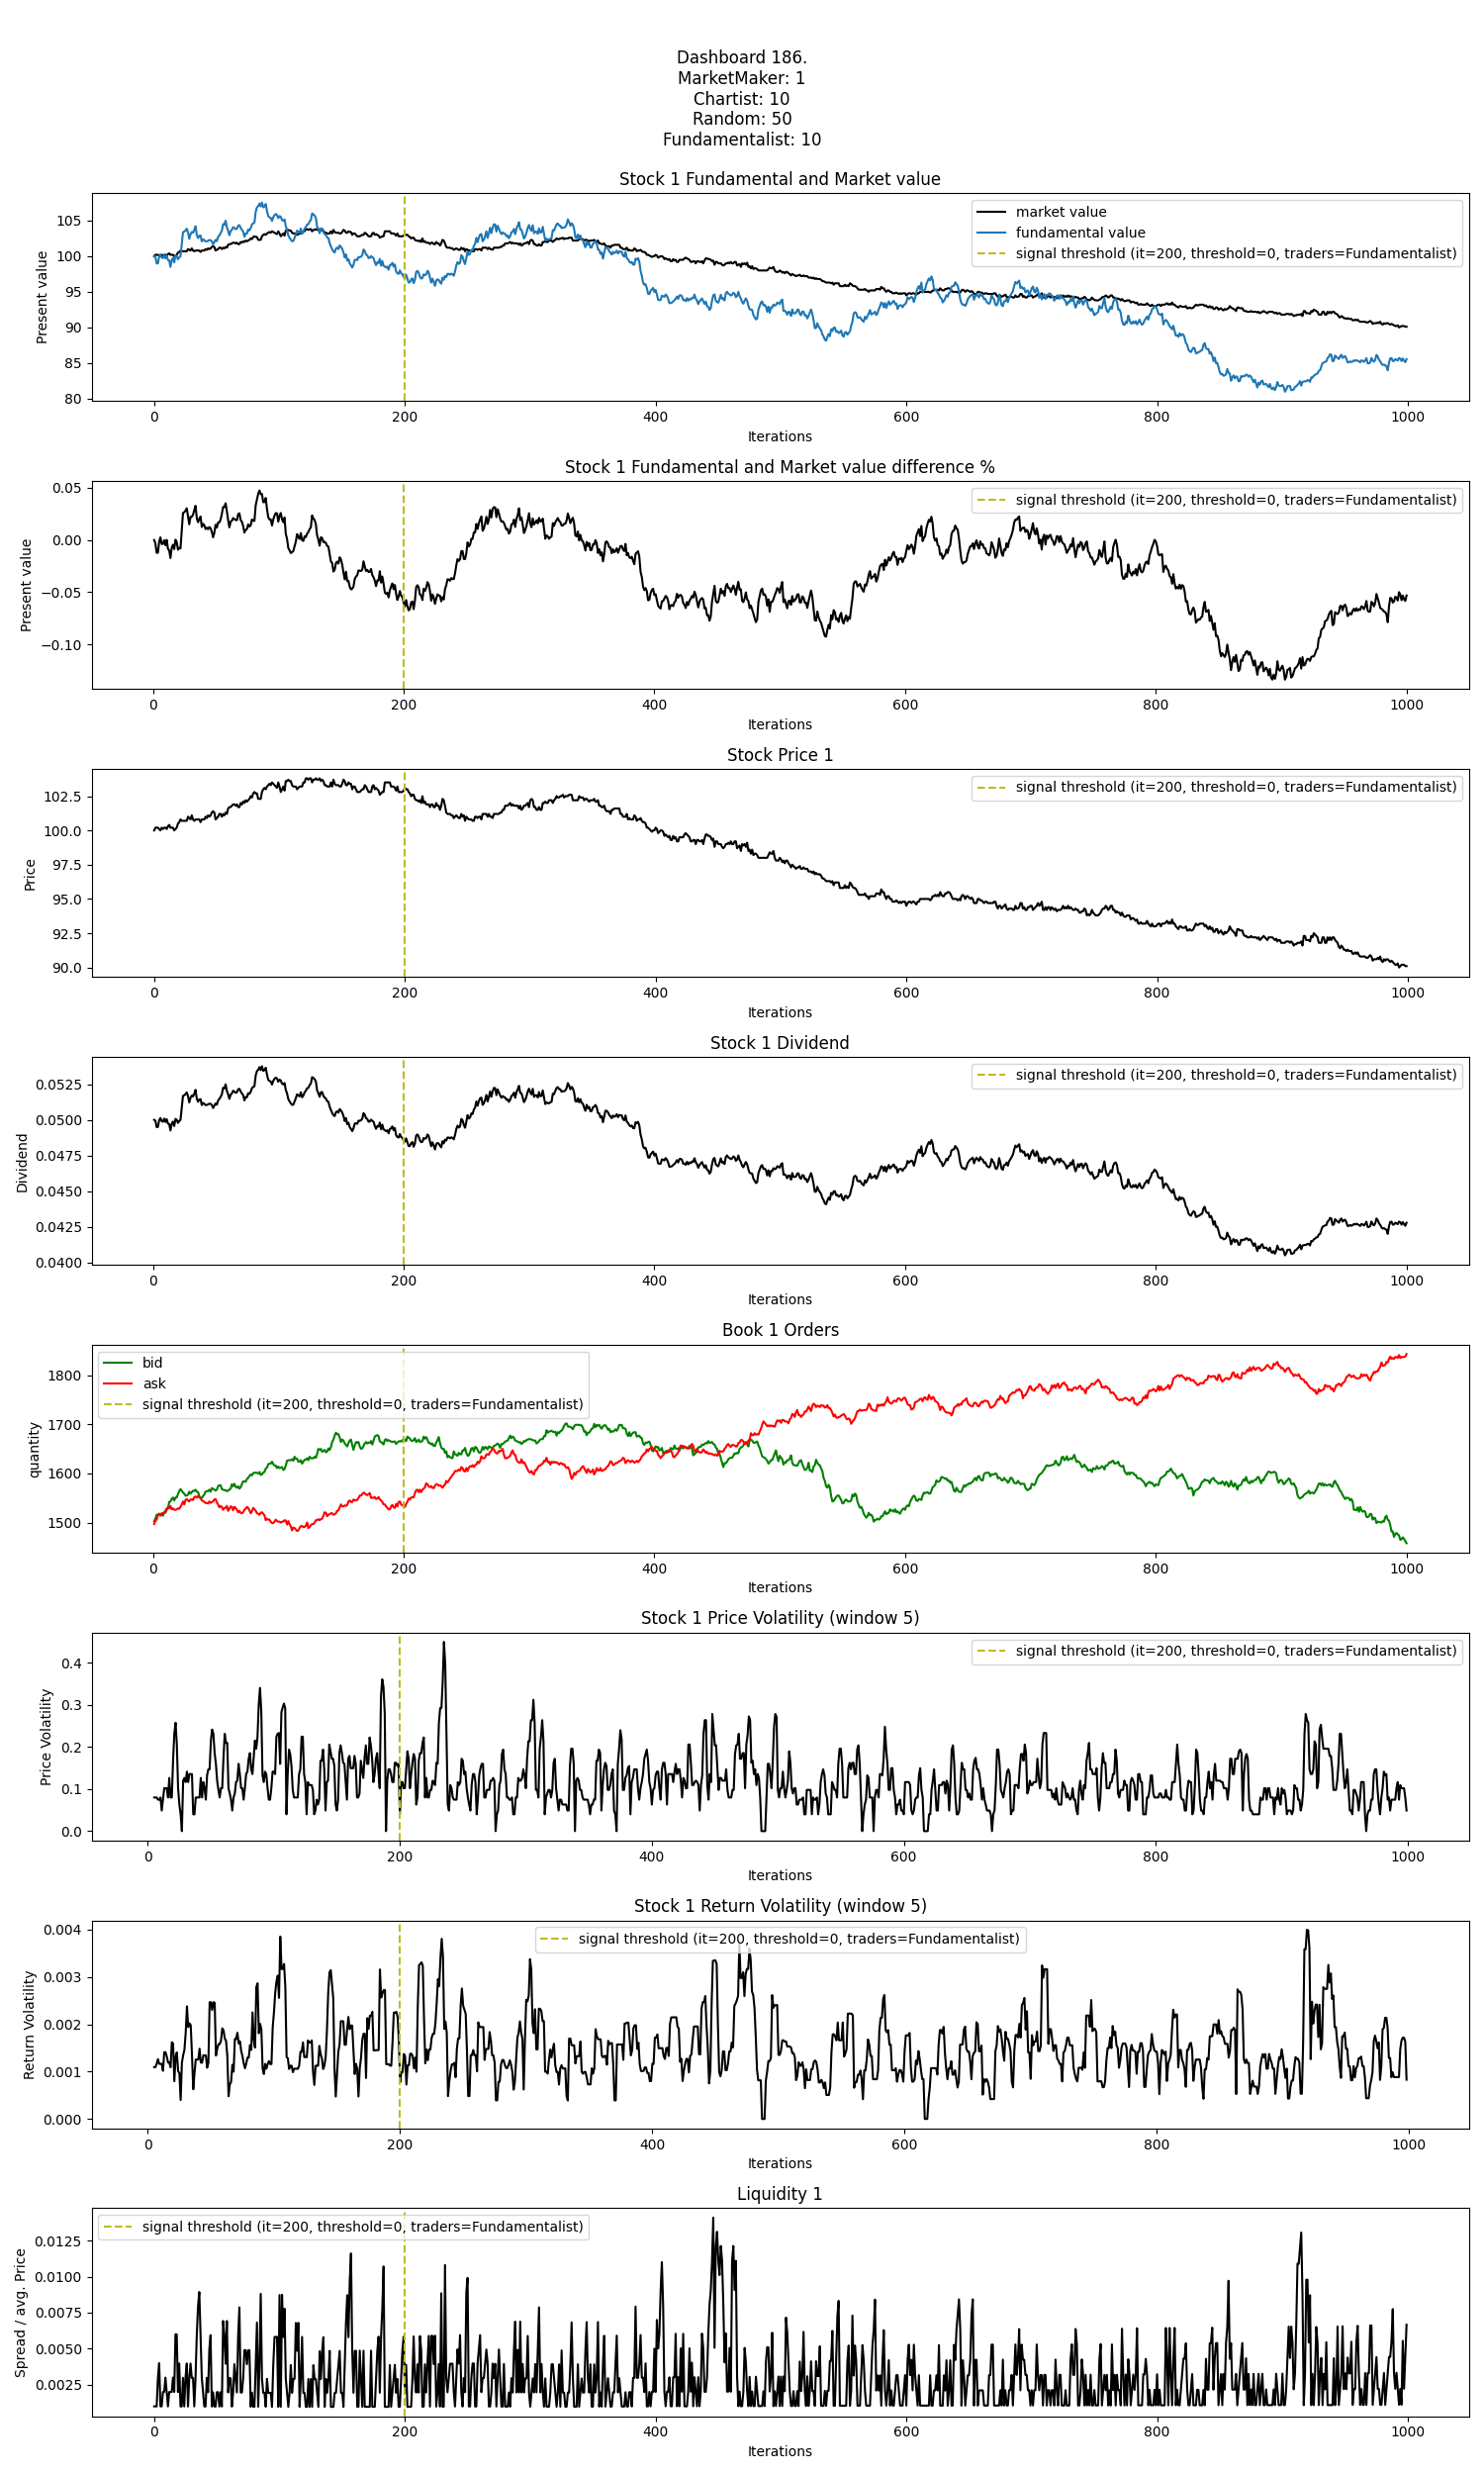 Dashboard 186.
MarketMaker: 1
Chartist: 10
Random: 50
Fundamentalist: 10
Stock 1 Fundamental and Market value
Present value
105
100
95
90
85
80
market value
fundamental value
signal threshold (it=200, threshold=0, traders=Fundamentalist)
0 200 400 600 800 1000
Iterations
Stock 1 Fundamental and Market value difference %
Present value
0.05
0.00
−0.05
−0.10
signal threshold (it=200, threshold=0, traders=Fundamentalist)
0 200 400 600 800 1000
Iterations
Stock Price 1
Price
102.5
100.0
97.5
95.0
92.5
90.0
signal threshold (it=200, threshold=0, traders=Fundamentalist)
0 200 400 600 800 1000
Iterations
Stock 1 Dividend
Dividend
0.0525
0.0500
0.0475
0.0450
0.0425
0.0400
signal threshold (it=200, threshold=0, traders=Fundamentalist)
0 200 400 600 800 1000
Iterations
Book 1 Orders
quantity
1800
1700
1600
1500
bid
ask
signal threshold (it=200, threshold=0, traders=Fundamentalist)
0 200 400 600 800 1000
Iterations
Stock 1 Price Volatility (window 5)
Price Volatility
0.4
0.3
0.2
0.1
0.0
signal threshold (it=200, threshold=0, traders=Fundamentalist)
0 200 400 600 800 1000
Iterations
Stock 1 Return Volatility (window 5)
Return Volatility
0.004
0.003
0.002
0.001
0.000
signal threshold (it=200, threshold=0, traders=Fundamentalist)
0 200 400 600 800 1000
Iterations
Liquidity 1
Spread / avg. Price
0.0125
0.0100
0.0075
0.0050
0.0025
signal threshold (it=200, threshold=0, traders=Fundamentalist)
0 200 400 600 800 1000
Iterations